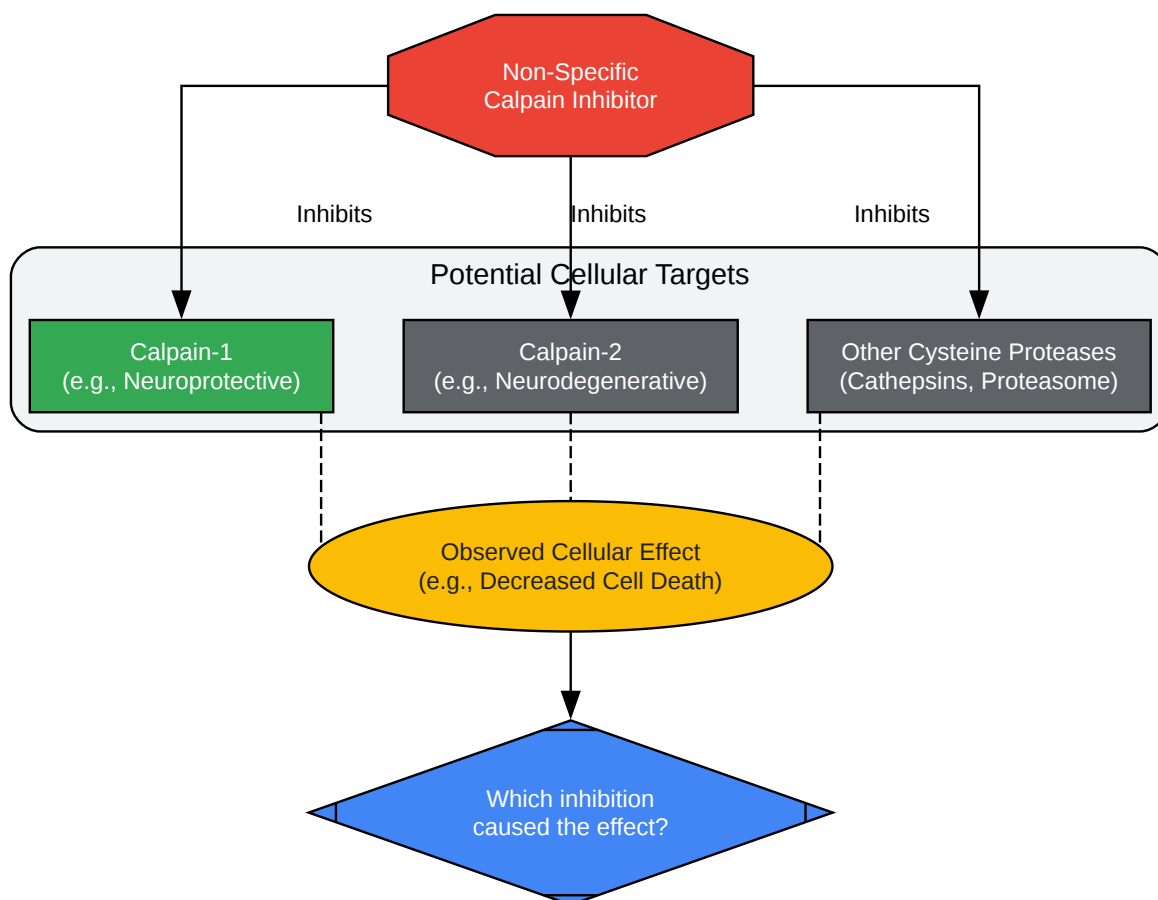 Non-Specific
Calpain Inhibitor
Inhibits
Inhibits
Inhibits
Potential Cellular Targets
Calpain-1
(e.g., Neuroprotective)
Calpain-2
(e.g., Neurodegenerative)
Other Cysteine Proteases
(Cathepsins, Proteasome)
Observed Cellular Effect
(e.g., Decreased Cell Death)
Which inhibition
caused the effect?